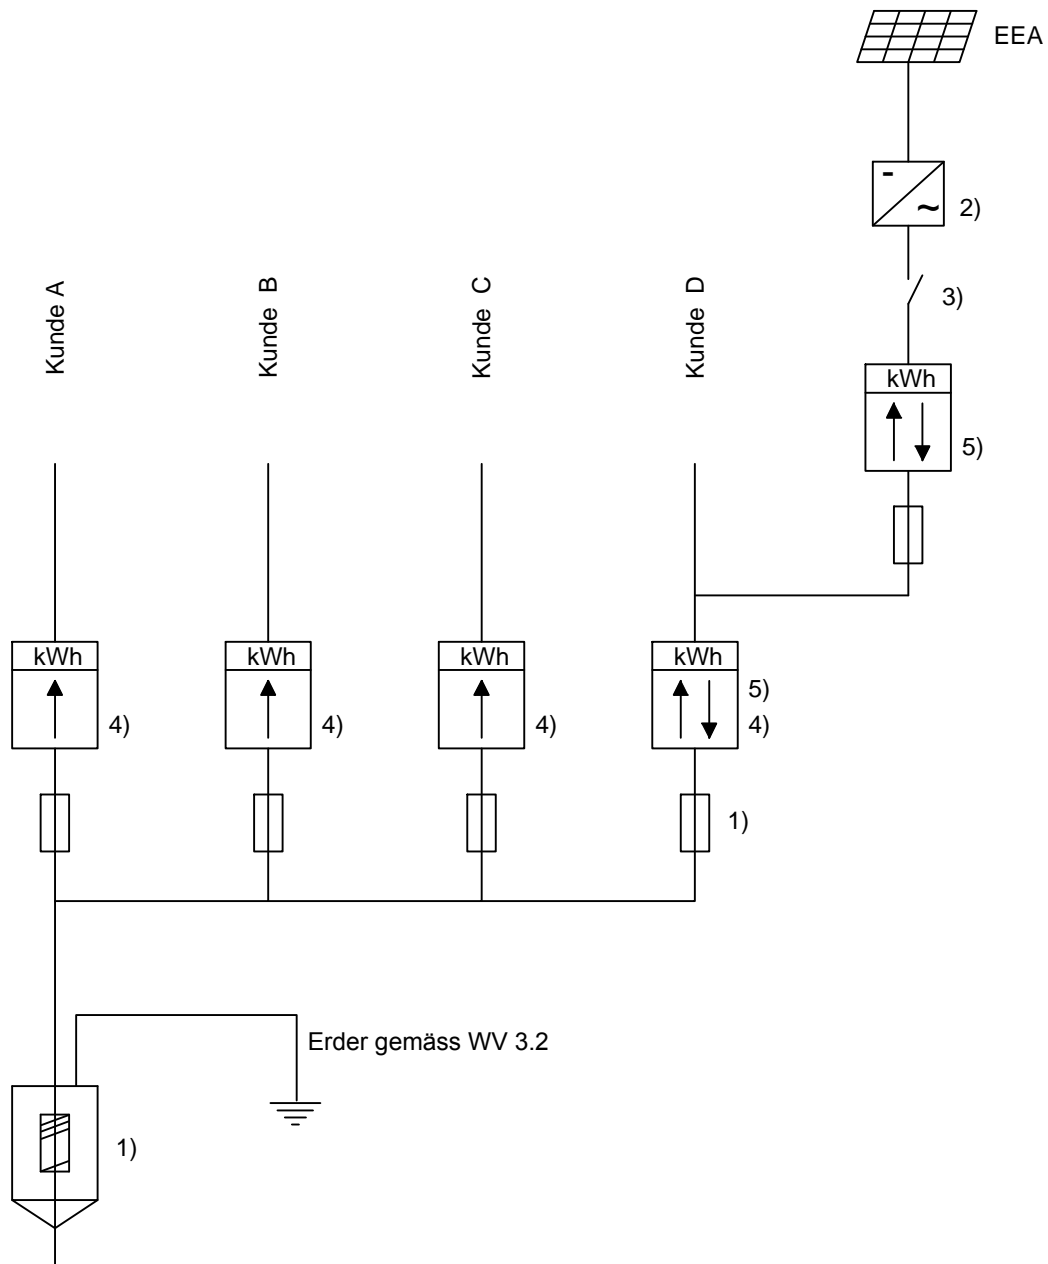 EEA
-
~
2)
3)
Kunde A
Kunde B
Kunde C
Kunde D
kWh
5)
kWh
4)
kWh
4)
kWh
4)
kWh
5)
4)
1)
Erder gemäss WV 3.2
1)